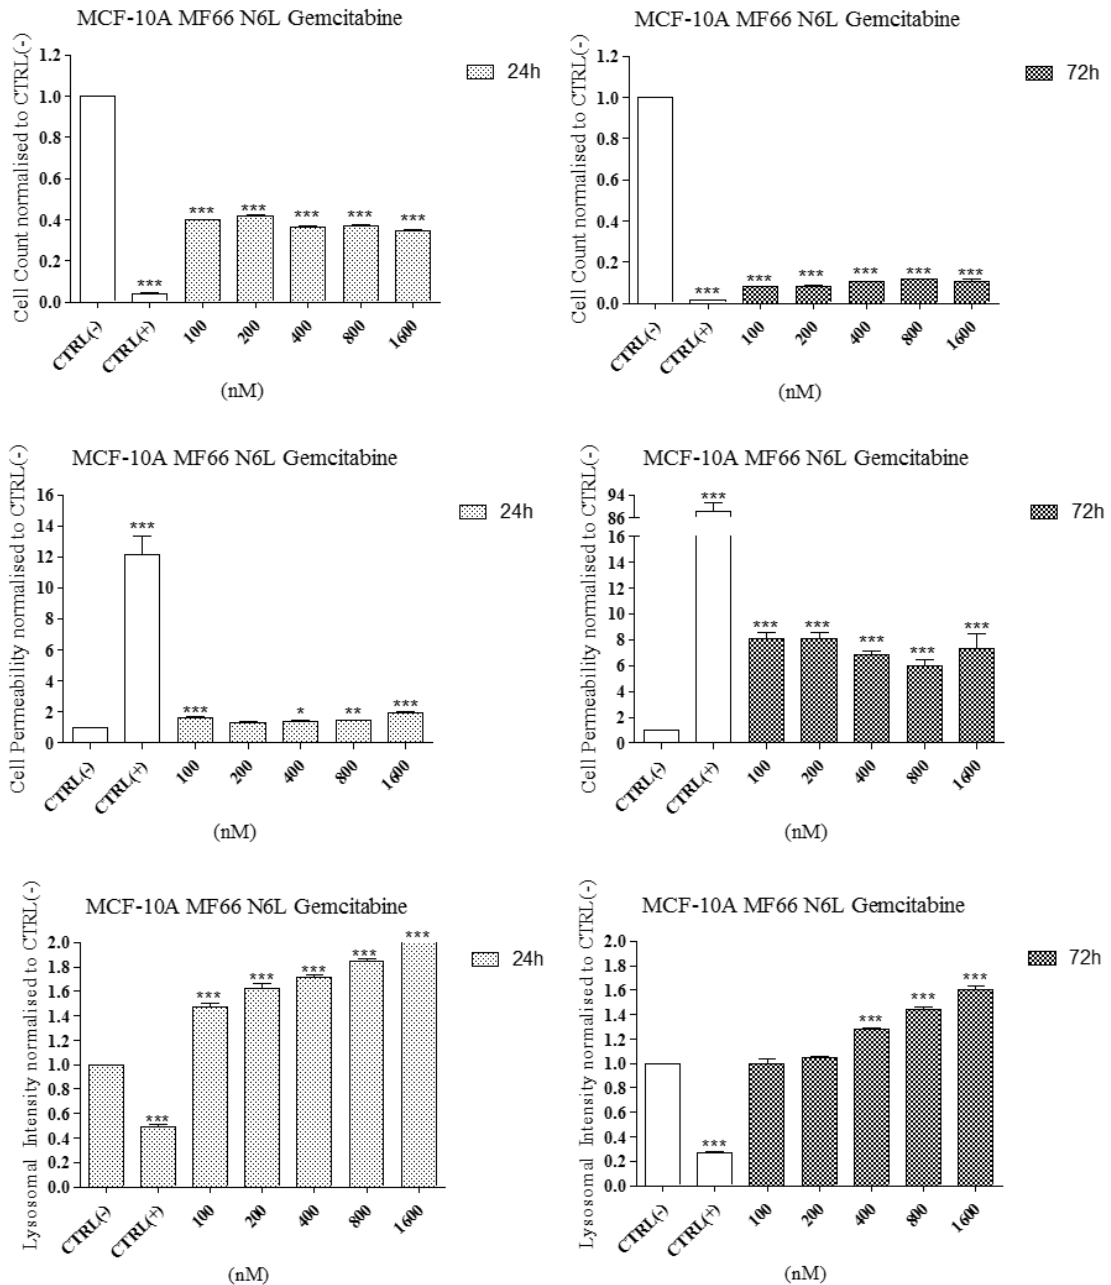 MCF-10A MF66 N6L Gemcitabine
Cell Count normalised to CTRL(-)
1.2
1.0
0.8
0.6
0.4
0.2
0.0
*** *** *** *** *** ***
CTRL(-) CTRL(+) 100 200 400 800 1600
(nM)
24h
MCF-10A MF66 N6L Gemcitabine
Cell Count normalised to CTRL(-)
1.2
1.0
0.8
0.6
0.4
0.2
0.0
*** *** *** *** *** ***
CTRL(-) CTRL(+) 100 200 400 800 1600
(nM)
72h
MCF-10A MF66 N6L Gemcitabine
Cell Permeability normalised to CTRL(-)
16
14
12
10
8
6
4
2
0
*** *** * ** ***
CTRL(-) CTRL(+) 100 200 400 800 1600
(nM)
24h
MCF-10A MF66 N6L Gemcitabine
Cell Permeability normalised to CTRL(-)
94
86
16
14
12
10
8
6
4
2
0
*** *** *** *** *** ***
CTRL(-) CTRL(+) 100 200 400 800 1600
(nM)
72h
MCF-10A MF66 N6L Gemcitabine
Lysosomal Intensity normalised to CTRL(-)
2.0
1.8
1.6
1.4
1.2
1.0
0.8
0.6
0.4
0.2
0.0
*** *** *** *** *** ***
CTRL(-) CTRL(+) 100 200 400 800 1600
(nM)
24h
MCF-10A MF66 N6L Gemcitabine
Lysosomal Intensity normalised to CTRL(-)
2.0
1.8
1.6
1.4
1.2
1.0
0.8
0.6
0.4
0.2
0.0
*** *** *** ***
CTRL(-) CTRL(+) 100 200 400 800 1600
(nM)
72h